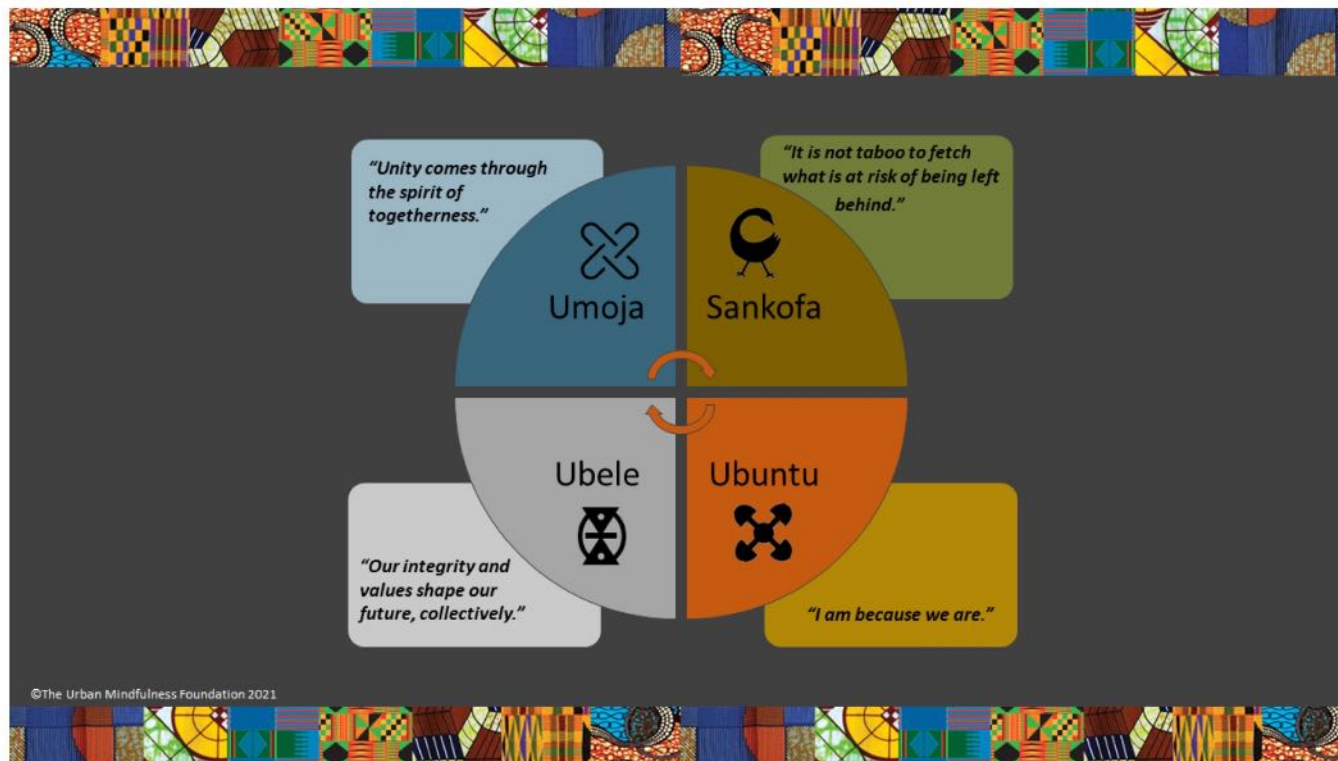 “Unity comes through
the spirit of
togetherness.”
“It is not taboo to fetch
what is at risk of being left
behind.”
Umoja
Sankofa
Ubele
Ubuntu
“Our integrity and
values shape our
future, collectively.”
“I am because we are.”
©The Urban Mindfulness Foundation 2021